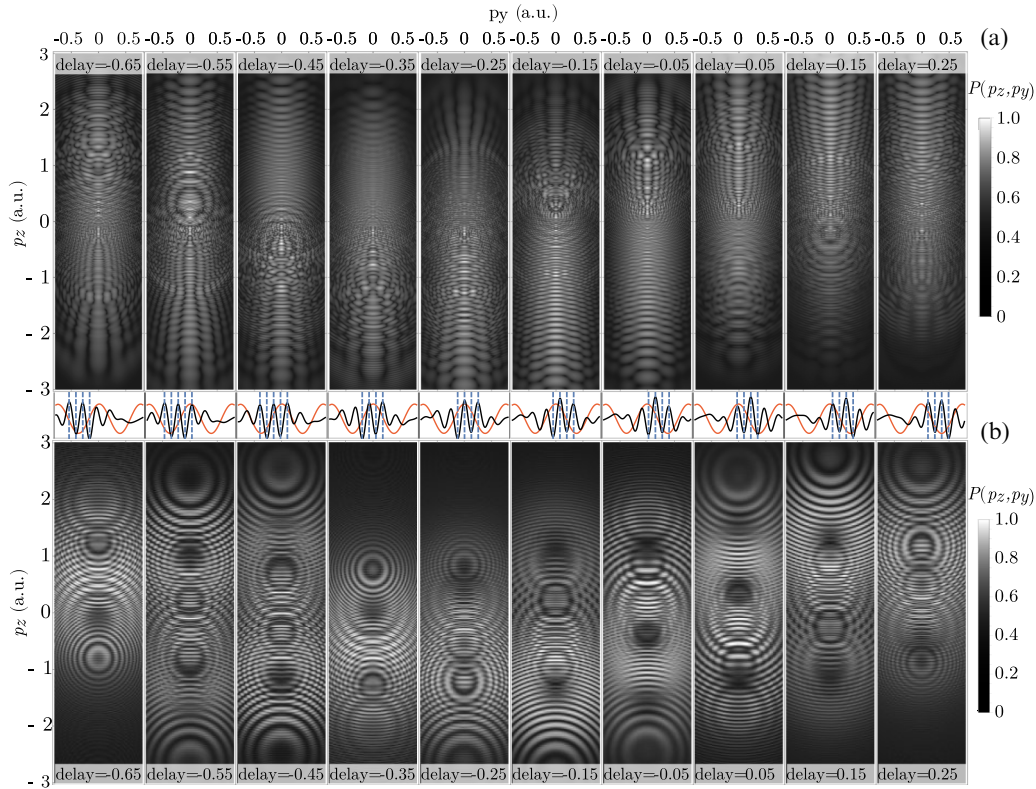 py (a.u.)
-0.5 0 0.5 -0.5 0 0.5 -0.5 0 0.5 -0.5 0 0.5 -0.5 0 0.5 -0.5 0 0.5 -0.5 0 0.5 -0.5 0 0.5 -0.5 0 0.5 -0.5 0 0.5
(a)
delay=-0.65 delay=-0.55 delay=-0.45 delay=-0.35 delay=-0.25 delay=-0.15 delay=-0.05 delay=0.05 delay=0.15 delay=0.25
3
2
1
0
- 1
- 2
- 3
pz (a.u.)
P(pz,py)
1.0
0.8
0.6
0.4
0.2
0
(b)
3
2
1
0
- 1
- 2
- 3
pz (a.u.)
P(pz,py)
1.0
0.8
0.6
0.4
0.2
0
delay=-0.65 delay=-0.55 delay=-0.45 delay=-0.35 delay=-0.25 delay=-0.15 delay=-0.05 delay=0.05 delay=0.15 delay=0.25